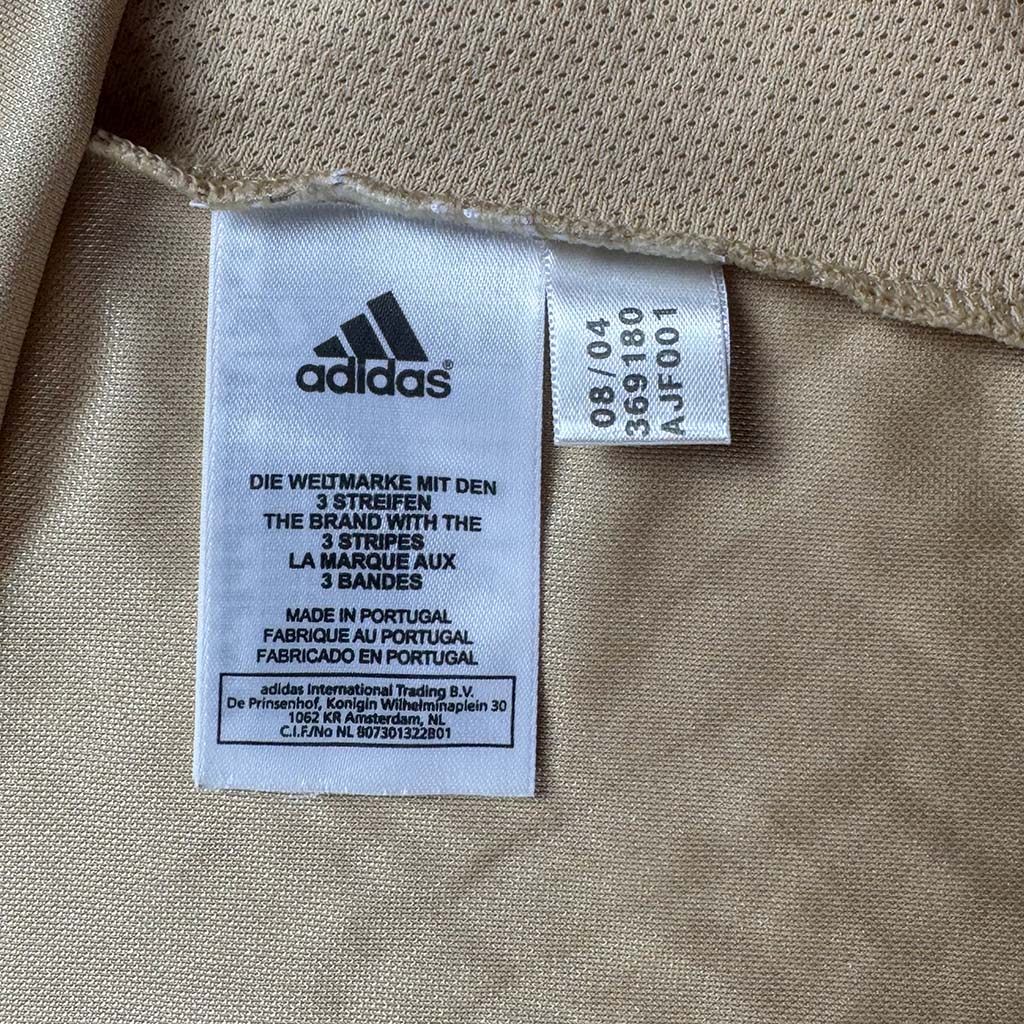 adidas®
DIE WELTMARKE MIT DEN
3 STREIFEN
THE BRAND WITH THE
3 STRIPES
LA MARQUE AUX
3 BANDES
MADE IN PORTUGAL
FABRIQUE AU PORTUGAL
FABRICADO EN PORTUGAL
adidas International Trading B.V.
De Prinsenhof, Konigin Wilhelminaplein 30
1062 KR Amsterdam, NL
C.I.F./No NL 807301322B01
08/04
369180
AJF001